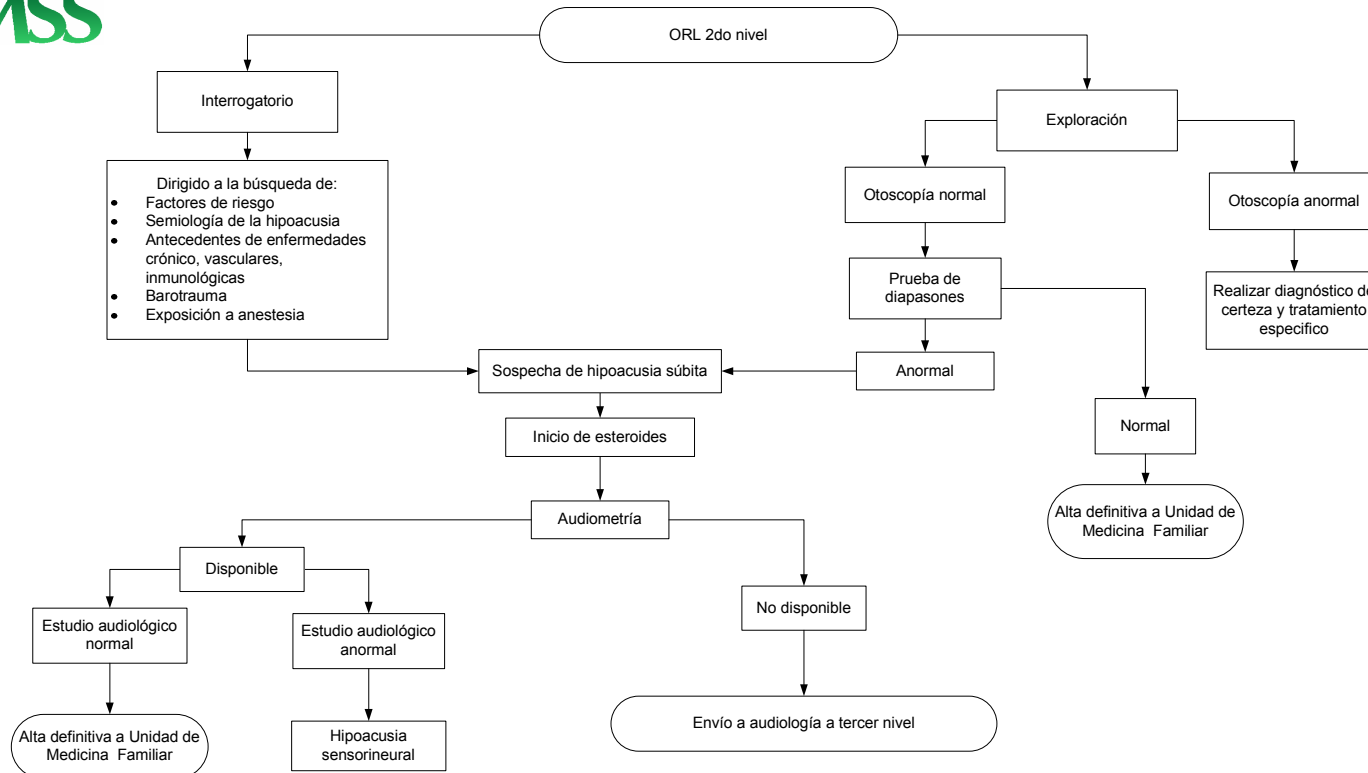 ORL 2do nivel
Interrogatorio
Exploración
Dirigido a la búsqueda de:
• Factores de riesgo
• Semiología de la hipoacusia
• Antecedentes de enfermedades
crónico, vasculares,
inmunológicas
• Barotrauma
• Exposición a anestesia
Otoscopía normal
Otoscopía anormal
Prueba de
diapasones
Realizar diagnóstico de
certeza y tratamiento
especifico
Sospecha de hipoacusia súbita
Anormal
Normal
Inicio de esteroides
Alta definitiva a Unidad de
Medicina Familiar
Audiometría
Disponible
No disponible
Estudio audiológico
normal
Estudio audiológico
anormal
Alta definitiva a Unidad de
Medicina Familiar
Hipoacusia
sensorineural
Envío a audiología a tercer nivel